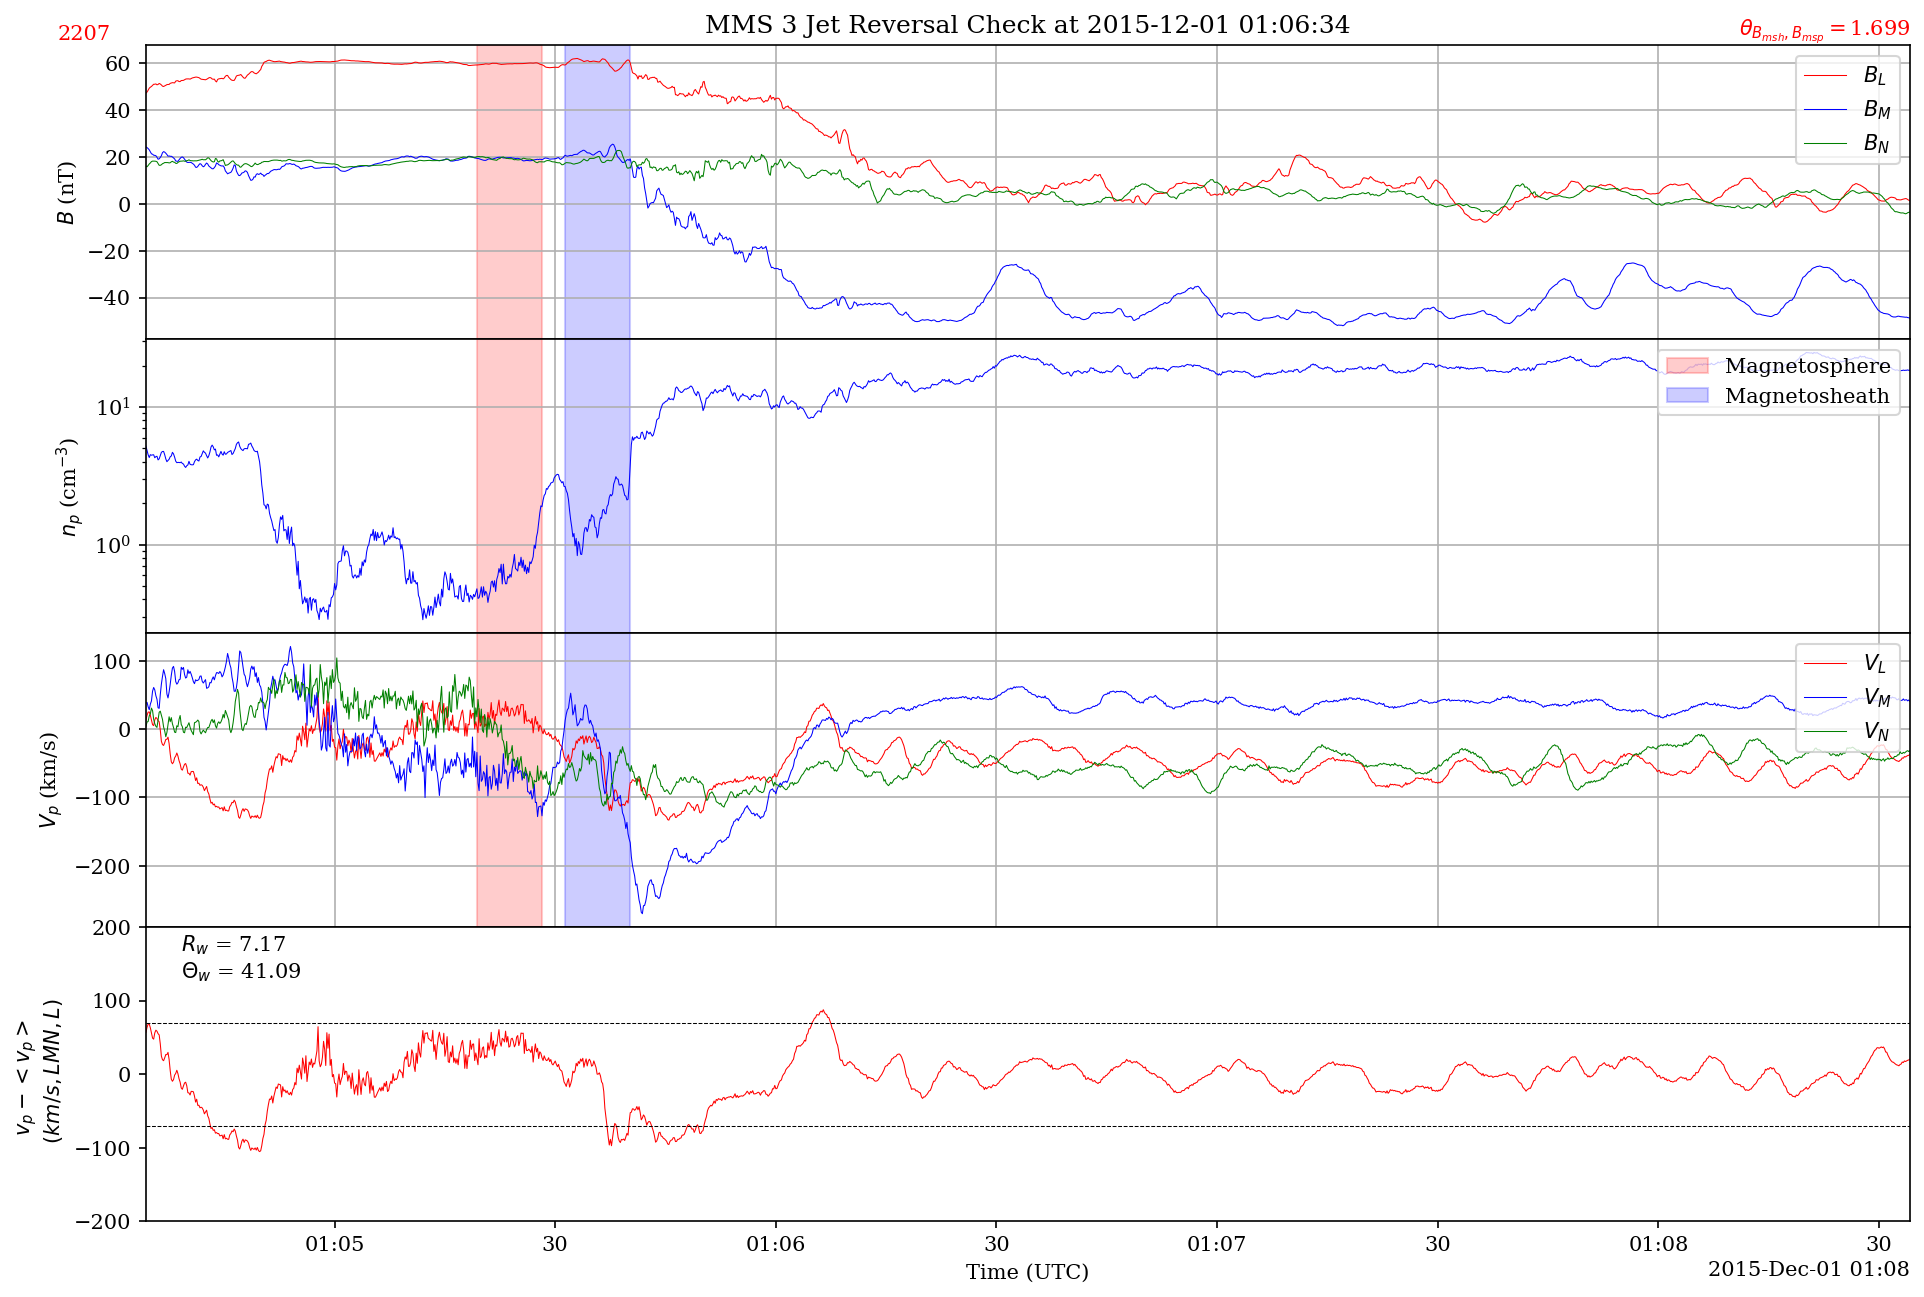 2207
MMS 3 Jet Reversal Check at 2015-12-01 01:06:34
θ_{B_{msh}, B_{msp}} = 1.699
B (nT)
60
40
20
0
−20
−40
B_L
B_M
B_N
n_p (cm^{−3})
10^1
10^0
Magnetosphere
Magnetosheath
V_p (km/s)
100
0
−100
−200
V_L
V_M
V_N
v_p − < v_p >
(km/s, LMN, L)
200
100
0
−100
−200
R_w = 7.17
Θ_w = 41.09
01:05
30
01:06
30
01:07
30
01:08
30
Time (UTC)
2015-Dec-01 01:08